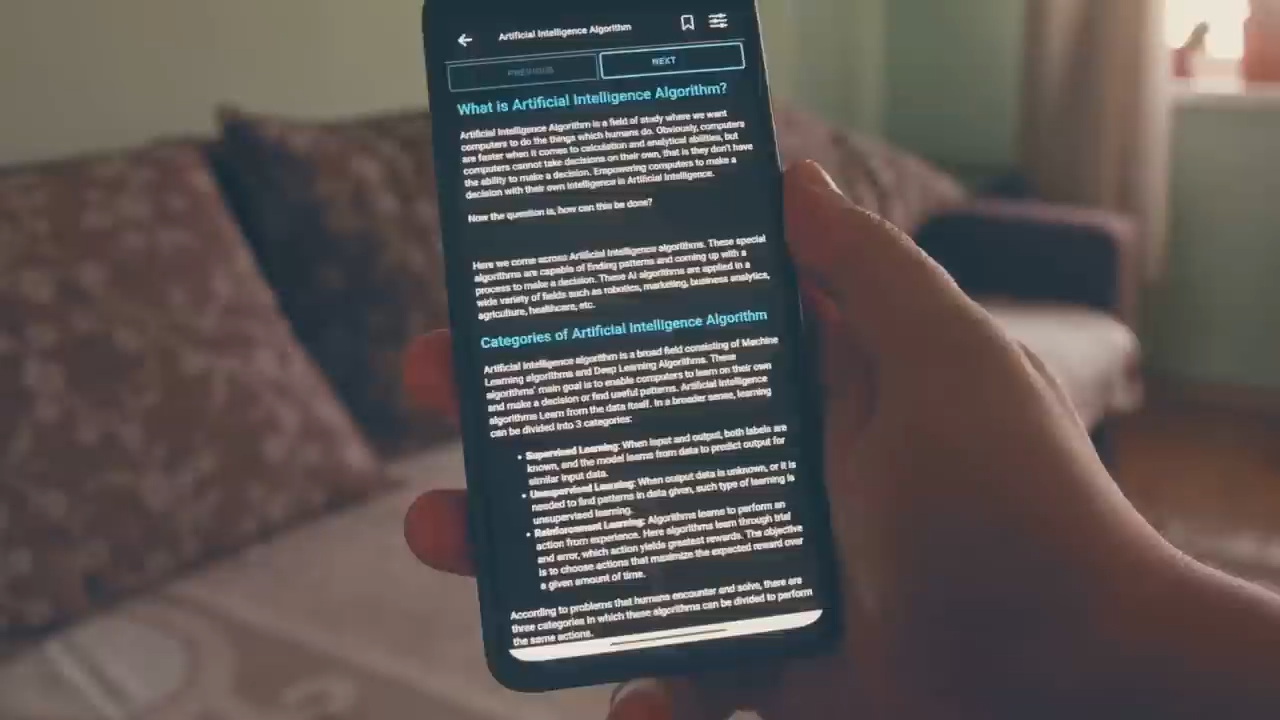 Artificial Intelligence Algorithm
PREVIOUS
NEXT
What is Artificial Intelligence Algorithm?
Artificial Intelligence Algorithm is a field of study where we want
computers to do the things which humans do. Obviously, computers
are faster when it comes to calculation and analytical abilities, but
computers cannot take decisions on their own, that is they don't have
the ability to make a decision. Empowering computers to make a
decision with their own intelligence is Artificial Intelligence.
Now the question is, how can this be done?
Here we come across Artificial Intelligence algorithms. These special
algorithms are capable of finding patterns and coming up with a
process to make a decision. These AI algorithms are applied in a
wide variety of fields such as robotics, marketing, business analytics,
agriculture, healthcare, etc.
Categories of Artificial Intelligence Algorithm
Artificial Intelligence algorithm is a broad field consisting of Machine
Learning algorithms and Deep Learning Algorithms. These
algorithms' main goal is to enable computers to learn on their own
and make a decision or find useful patterns. Artificial Intelligence
algorithms Learn from the data itself. In a broader sense, learning
can be divided into 3 categories:
• Supervised Learning: When input and output, both labels are
known, and the model learns from data to predict output for
similar input data.
• Unsupervised Learning: When output data is unknown, or it is
needed to find patterns in data given, such type of learning is
unsupervised learning.
• Reinforcement Learning: Algorithms learns to perform an
action from experience. Here algorithms learn through trial
and error, which action yields greatest rewards. The objective
is to choose actions that maximize the expected reward over
a given amount of time.
According to problems that humans encounter and solve, there are
three categories in which these algorithms can be divided to perform
the same actions.